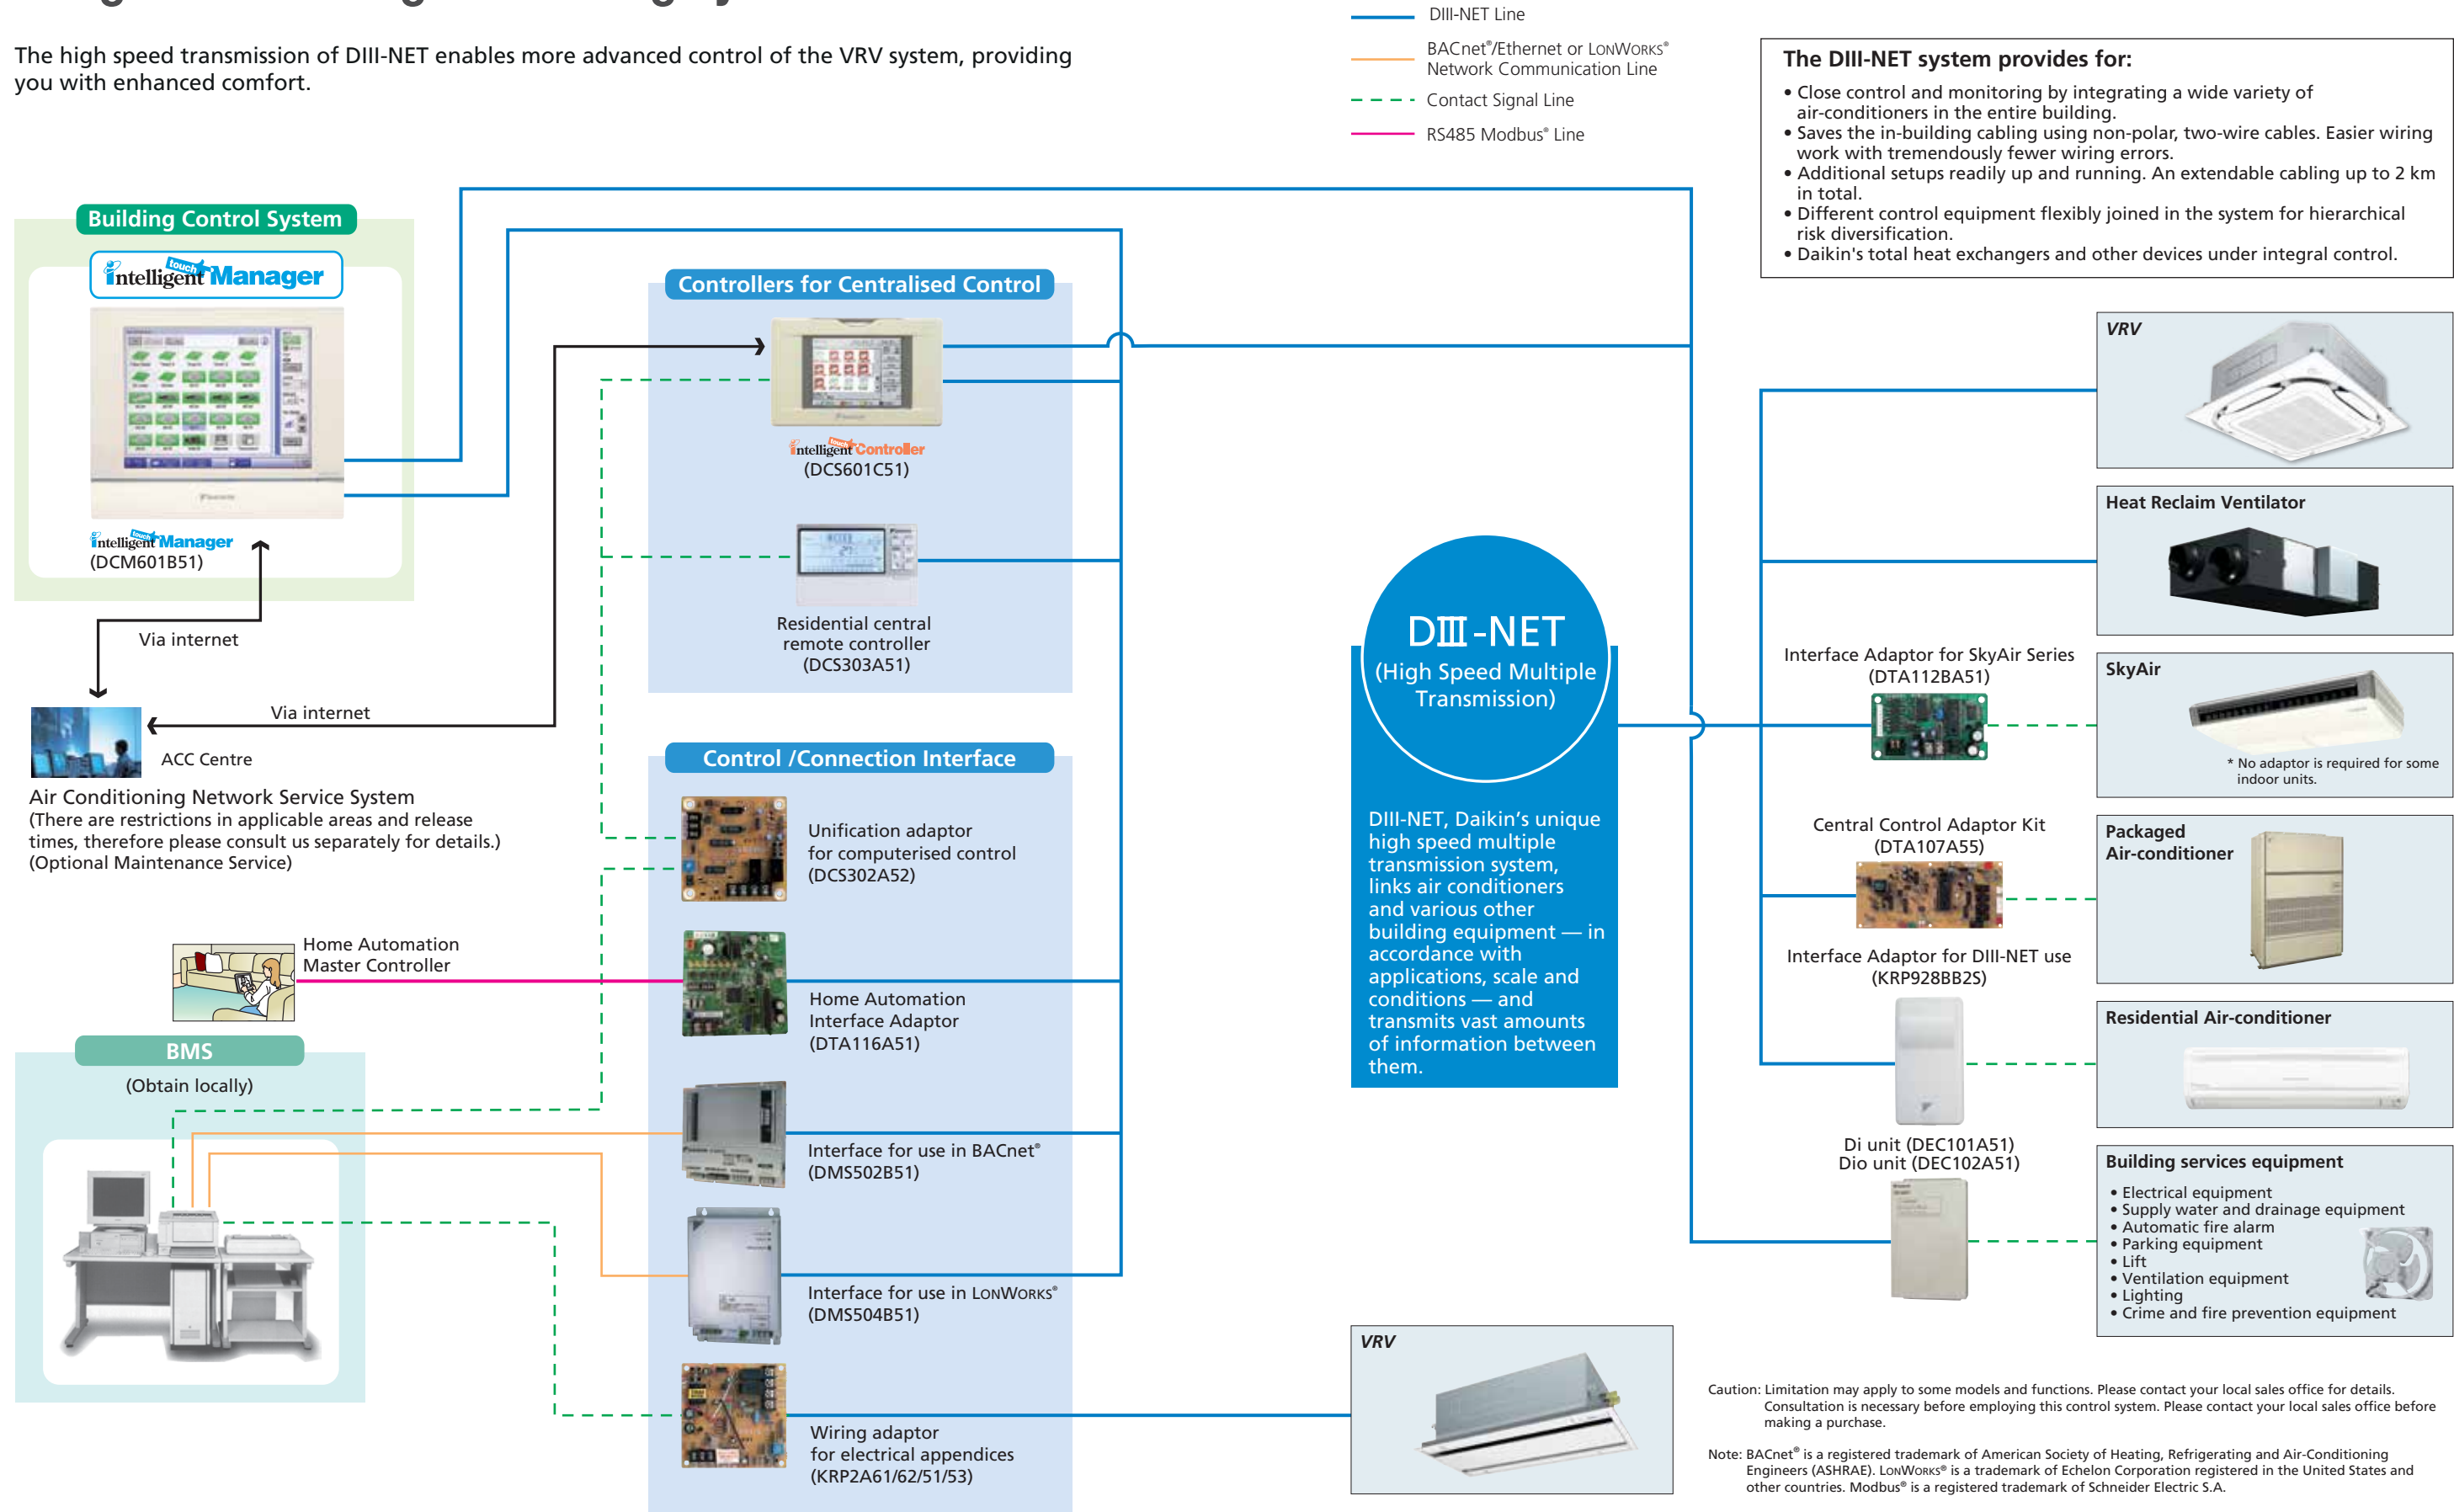 The high speed transmission of DIII-NET enables more advanced control of the VRV system, providing
you with enhanced comfort.
DIII-NET Line
BACnet®/Ethernet or LONWORKS®
Network Communication Line
Contact Signal Line
RS485 Modbus® Line
The DIII-NET system provides for:
• Close control and monitoring by integrating a wide variety of
air-conditioners in the entire building.
• Saves the in-building cabling using non-polar, two-wire cables. Easier wiring
work with tremendously fewer wiring errors.
• Additional setups readily up and running. An extendable cabling up to 2 km
in total.
• Different control equipment flexibly joined in the system for hierarchical
risk diversification.
• Daikin's total heat exchangers and other devices under integral control.
Building Control System
intelligent touch Manager
intelligent touch Manager
(DCM601B51)
Via internet
Via internet
ACC Centre
Air Conditioning Network Service System
(There are restrictions in applicable areas and release
times, therefore please consult us separately for details.)
(Optional Maintenance Service)
Home Automation
Master Controller
BMS
(Obtain locally)
Controllers for Centralised Control
intelligent touch Controller
(DCS601C51)
Residential central
remote controller
(DCS303A51)
Control /Connection Interface
Unification adaptor
for computerised control
(DCS302A52)
Home Automation
Interface Adaptor
(DTA116A51)
Interface for use in BACnet®
(DMS502B51)
Interface for use in LONWORKS®
(DMS504B51)
Wiring adaptor
for electrical appendices
(KRP2A61/62/51/53)
DIII-NET
(High Speed Multiple
Transmission)
DIII-NET, Daikin’s unique
high speed multiple
transmission system,
links air conditioners
and various other
building equipment — in
accordance with
applications, scale and
conditions — and
transmits vast amounts
of information between
them.
VRV
VRV
Heat Reclaim Ventilator
Interface Adaptor for SkyAir Series
(DTA112BA51)
SkyAir
* No adaptor is required for some
indoor units.
Central Control Adaptor Kit
(DTA107A55)
Packaged
Air-conditioner
Interface Adaptor for DIII-NET use
(KRP928BB2S)
Residential Air-conditioner
Di unit (DEC101A51)
Dio unit (DEC102A51)
Building services equipment
• Electrical equipment
• Supply water and drainage equipment
• Automatic fire alarm
• Parking equipment
• Lift
• Ventilation equipment
• Lighting
• Crime and fire prevention equipment
Caution: Limitation may apply to some models and functions. Please contact your local sales office for details.
Consultation is necessary before employing this control system. Please contact your local sales office before
making a purchase.
Note: BACnet® is a registered trademark of American Society of Heating, Refrigerating and Air-Conditioning
Engineers (ASHRAE). LONWORKS® is a trademark of Echelon Corporation registered in the United States and
other countries. Modbus® is a registered trademark of Schneider Electric S.A.